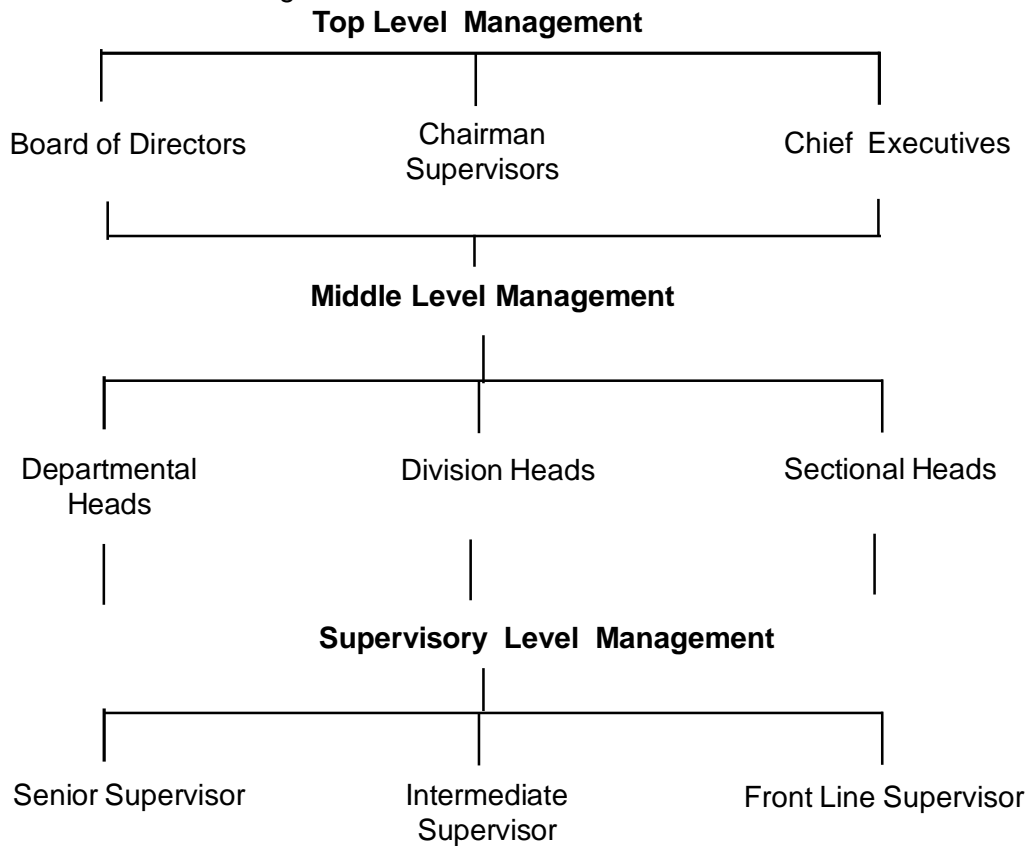 Top Level Management
Board of Directors
Chairman
Supervisors
Chief Executives
Middle Level Management
Departmental
Heads
Division Heads
Sectional Heads
Supervisory Level Management
Senior Supervisor
Intermediate
Supervisor
Front Line Supervisor